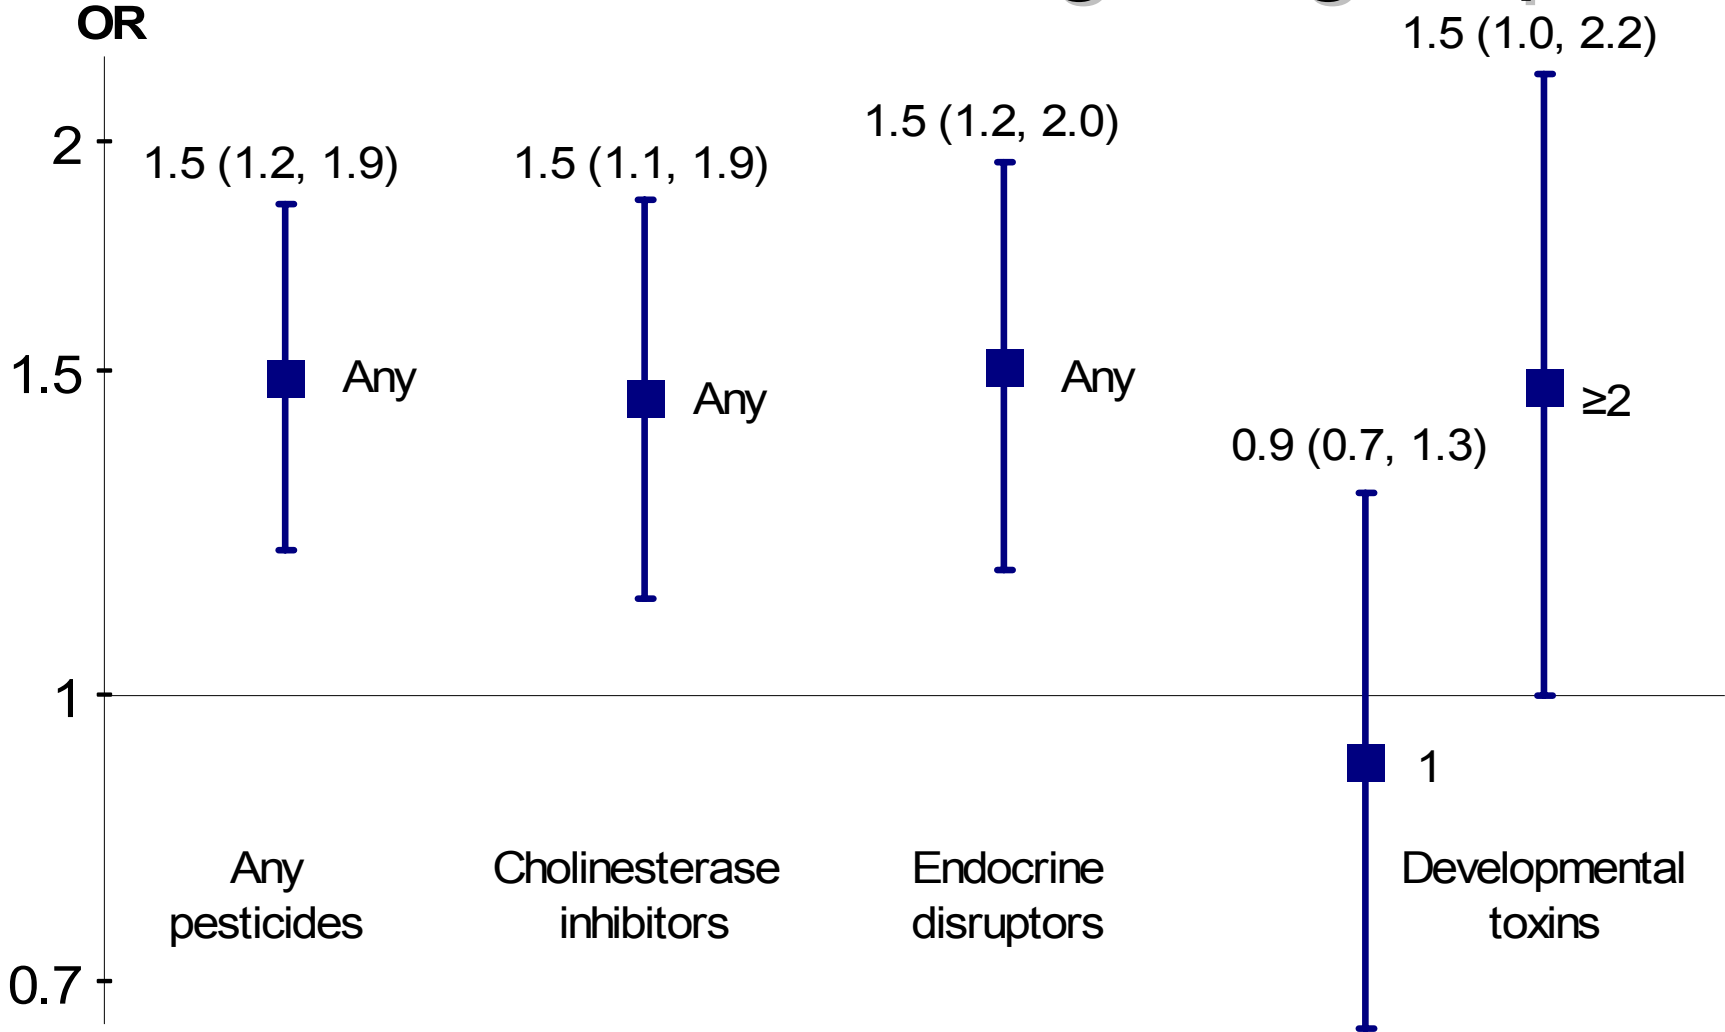 OR
1.5 (1.0, 2.2)
1.5 (1.2, 2.0)
2
1.5 (1.2, 1.9)
1.5 (1.1, 1.9)
1.5
Any
Any
Any
≥2
0.9 (0.7, 1.3)
1
1
Any
pesticides
Cholinesterase
inhibitors
Endocrine
disruptors
Developmental
toxins
0.7